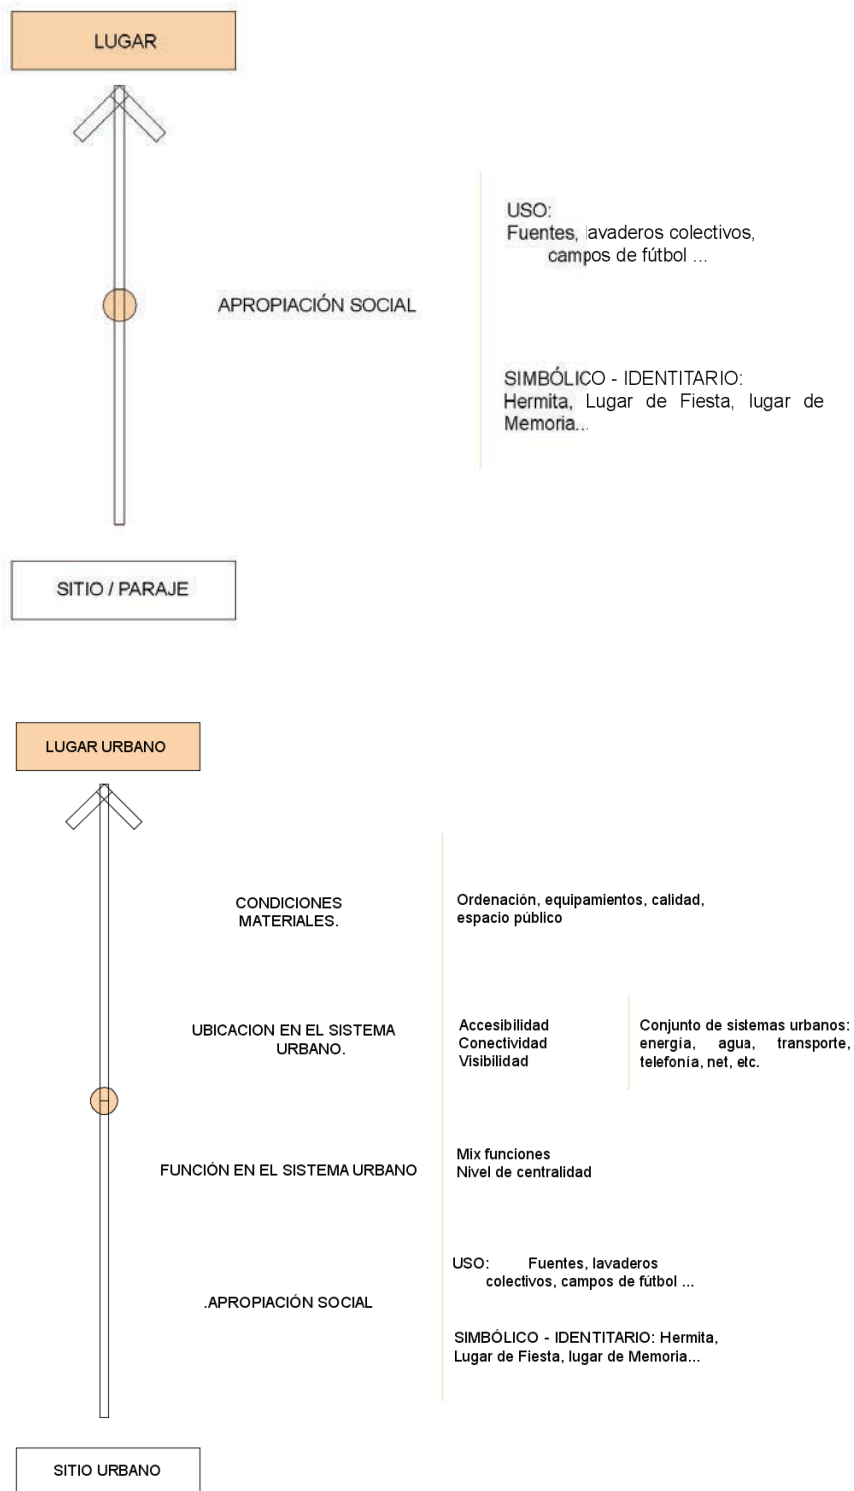 LUGAR
USO:
Fuentes, lavaderos colectivos,
campos de fútbol ...
APROPIACIÓN SOCIAL
SIMBÓLICO - IDENTITARIO:
Hermita, Lugar de Fiesta, lugar de
Memoria...
SITIO / PARAJE
LUGAR URBANO
CONDICIONES
MATERIALES.
Ordenación, equipamientos, calidad,
espacio público
UBICACION EN EL SISTEMA
URBANO.
Accesibilidad
Conectividad
Visibilidad
Conjunto de sistemas urbanos:
energía, agua, transporte,
telefonía, net, etc.
FUNCIÓN EN EL SISTEMA URBANO
Mix funciones
Nivel de centralidad
.APROPIACIÓN SOCIAL
USO: Fuentes, lavaderos
colectivos, campos de fútbol ...
SIMBÓLICO - IDENTITARIO: Hermita,
Lugar de Fiesta, lugar de Memoria...
SITIO URBANO